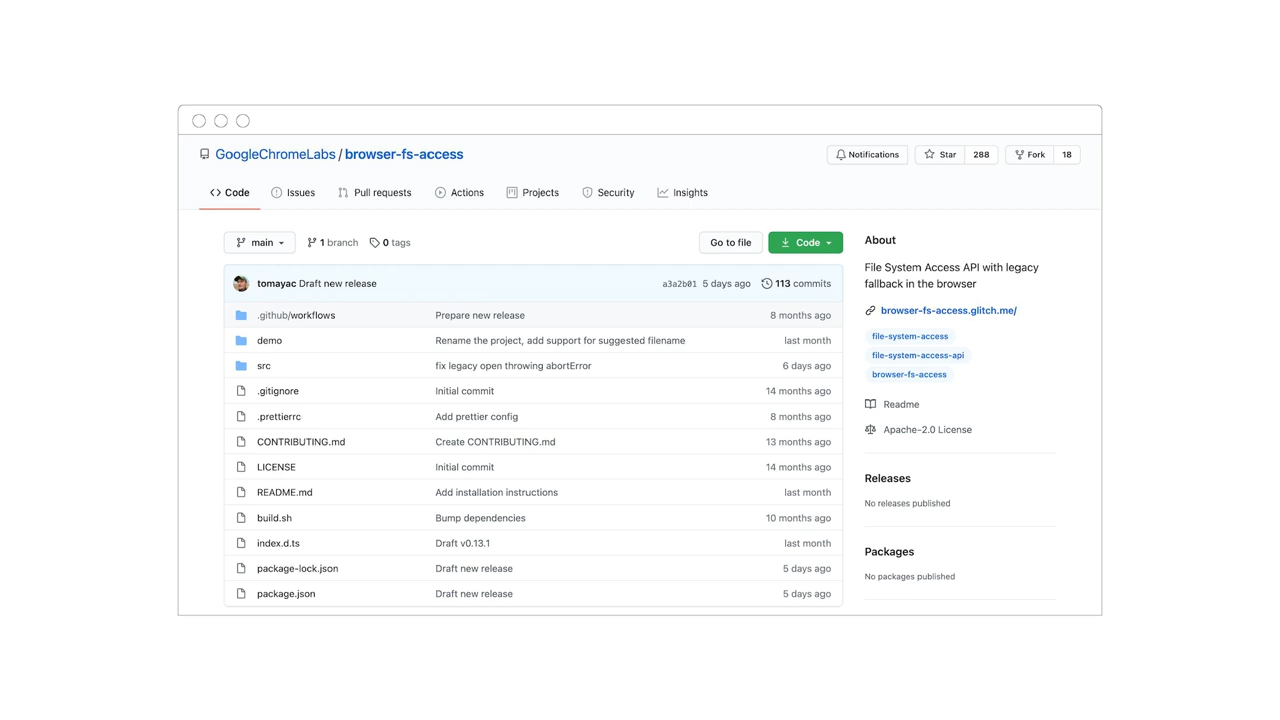 GoogleChromeLabs / browser-fs-access
Notifications
Star 288
Fork 18
Code
Issues
Pull requests
Actions
Projects
Security
Insights
main
1 branch
0 tags
Go to file
Code
tomayac Draft new release a3a2b01 5 days ago 113 commits
.github/workflows Prepare new release 8 months ago
demo Rename the project, add support for suggested filename last month
src fix legacy open throwing abortError 6 days ago
.gitignore Initial commit 14 months ago
.prettierrc Add prettier config 8 months ago
CONTRIBUTING.md Create CONTRIBUTING.md 13 months ago
LICENSE Initial commit 14 months ago
README.md Add installation instructions last month
build.sh Bump dependencies 10 months ago
index.d.ts Draft v0.13.1 last month
package-lock.json Draft new release 5 days ago
package.json Draft new release 5 days ago
About
File System Access API with legacy
fallback in the browser
browser-fs-access.glitch.me/
file-system-access
file-system-access-api
browser-fs-access
Readme
Apache-2.0 License
Releases
No releases published
Packages
No packages published